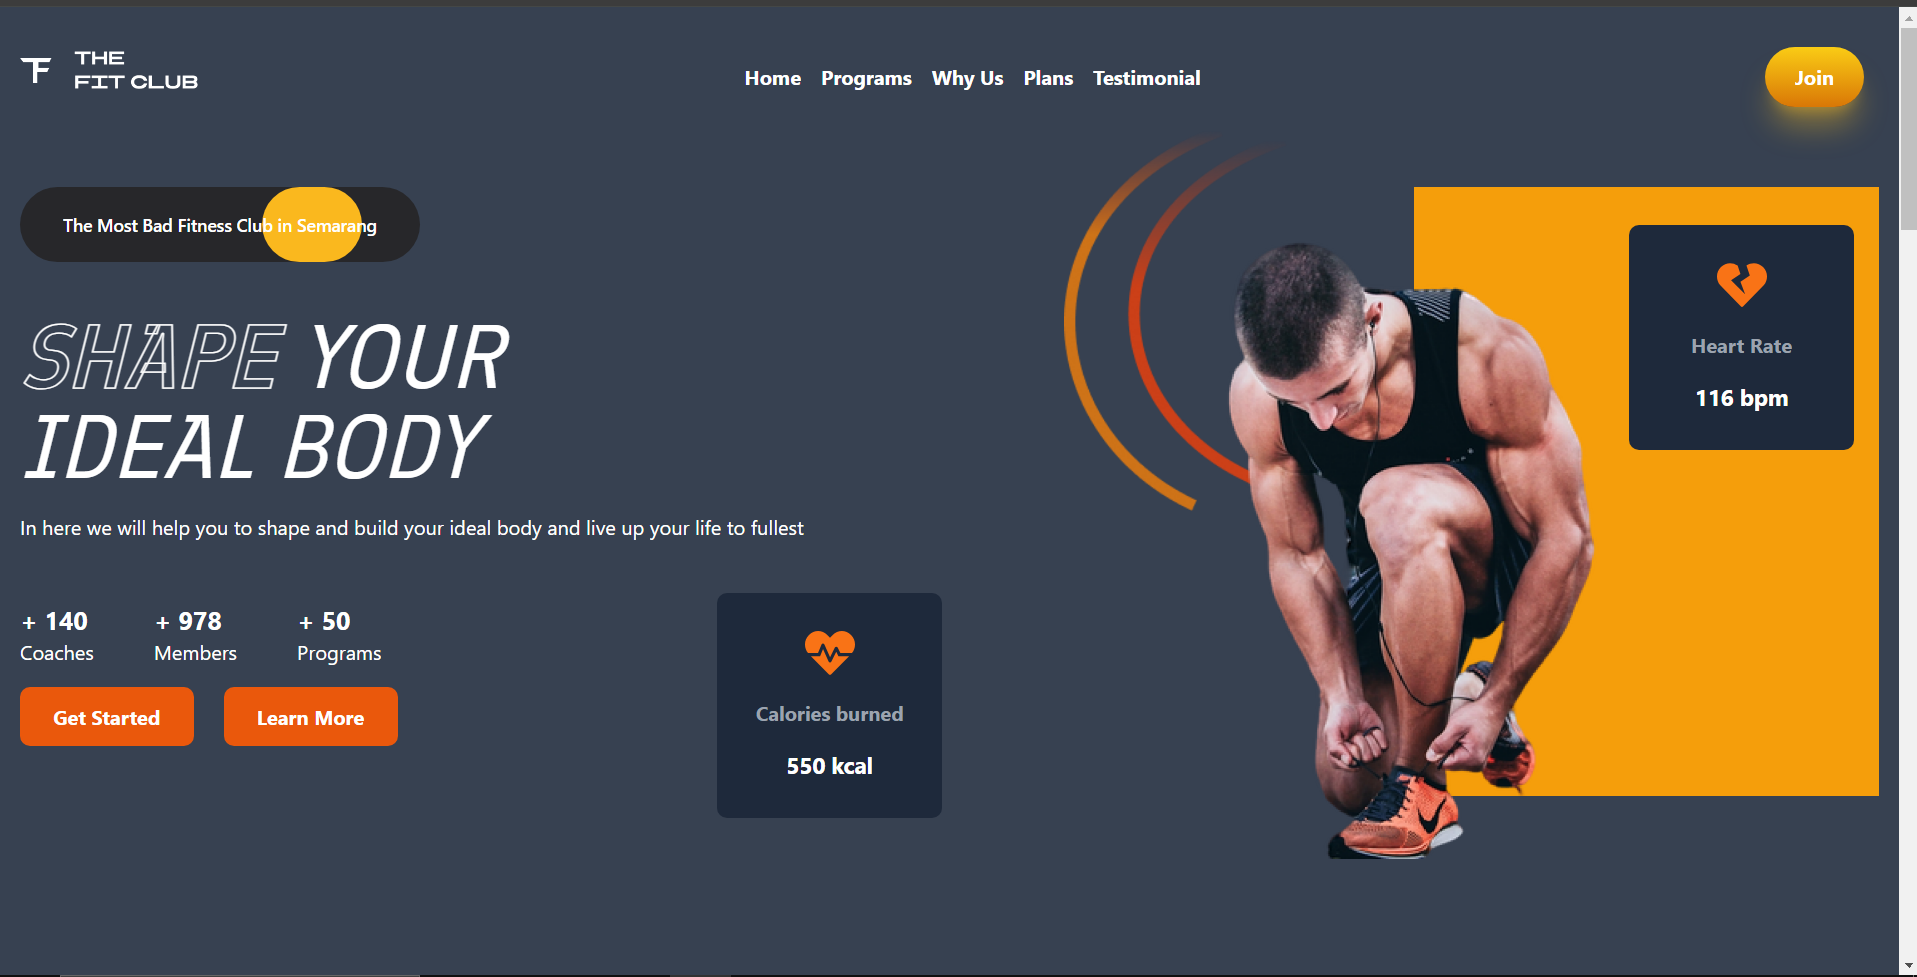 THE
FIT CLUB
Home Programs Why Us Plans Testimonial
Join
The Most Bad Fitness Club in Semarang
SHAPE YOUR
IDEAL BODY
In here we will help you to shape and build your ideal body and live up your life to fullest
+ 140
Coaches
+ 978
Members
+ 50
Programs
Get Started
Learn More
Calories burned
550 kcal
Heart Rate
116 bpm